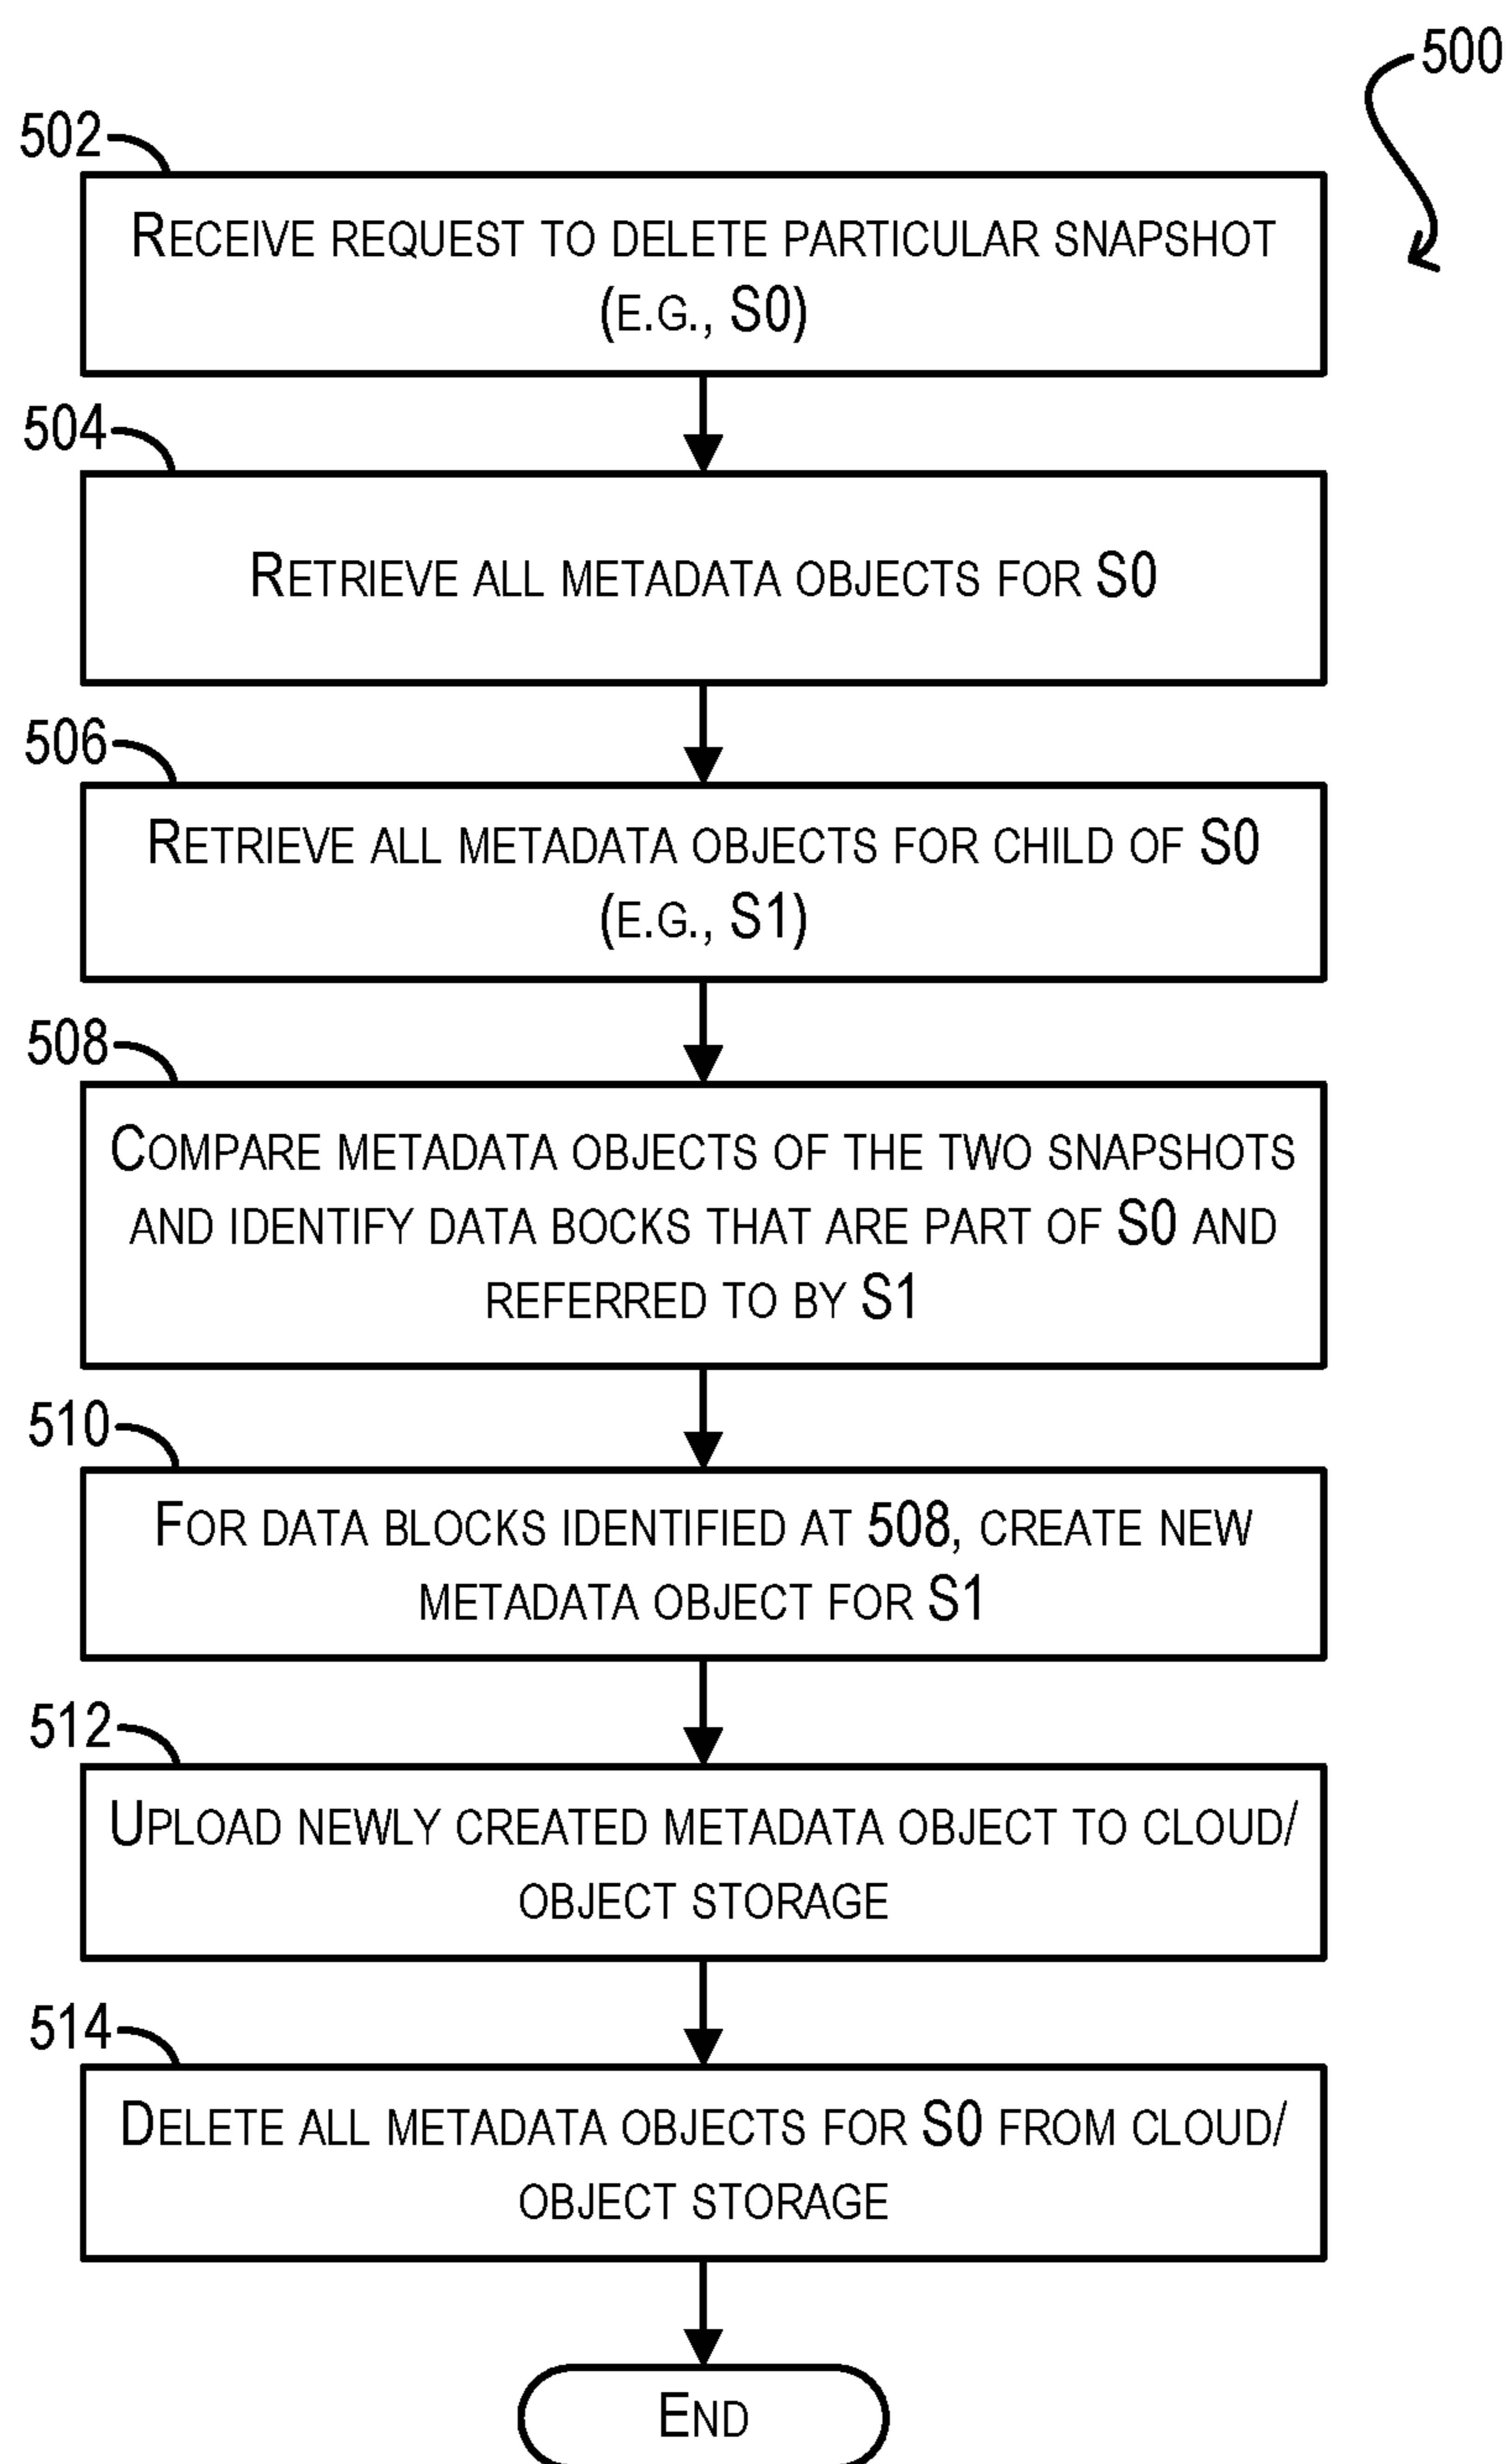 500
502
RECEIVE REQUEST TO DELETE PARTICULAR SNAPSHOT
(E.G., S0)
504
RETRIEVE ALL METADATA OBJECTS FOR S0
506
RETRIEVE ALL METADATA OBJECTS FOR CHILD OF S0
(E.G., S1)
508
COMPARE METADATA OBJECTS OF THE TWO SNAPSHOTS
AND IDENTIFY DATA BOCKS THAT ARE PART OF S0 AND
REFERRED TO BY S1
510
FOR DATA BLOCKS IDENTIFIED AT 508, CREATE NEW
METADATA OBJECT FOR S1
512
UPLOAD NEWLY CREATED METADATA OBJECT TO CLOUD/
OBJECT STORAGE
514
DELETE ALL METADATA OBJECTS FOR S0 FROM CLOUD/
OBJECT STORAGE
END